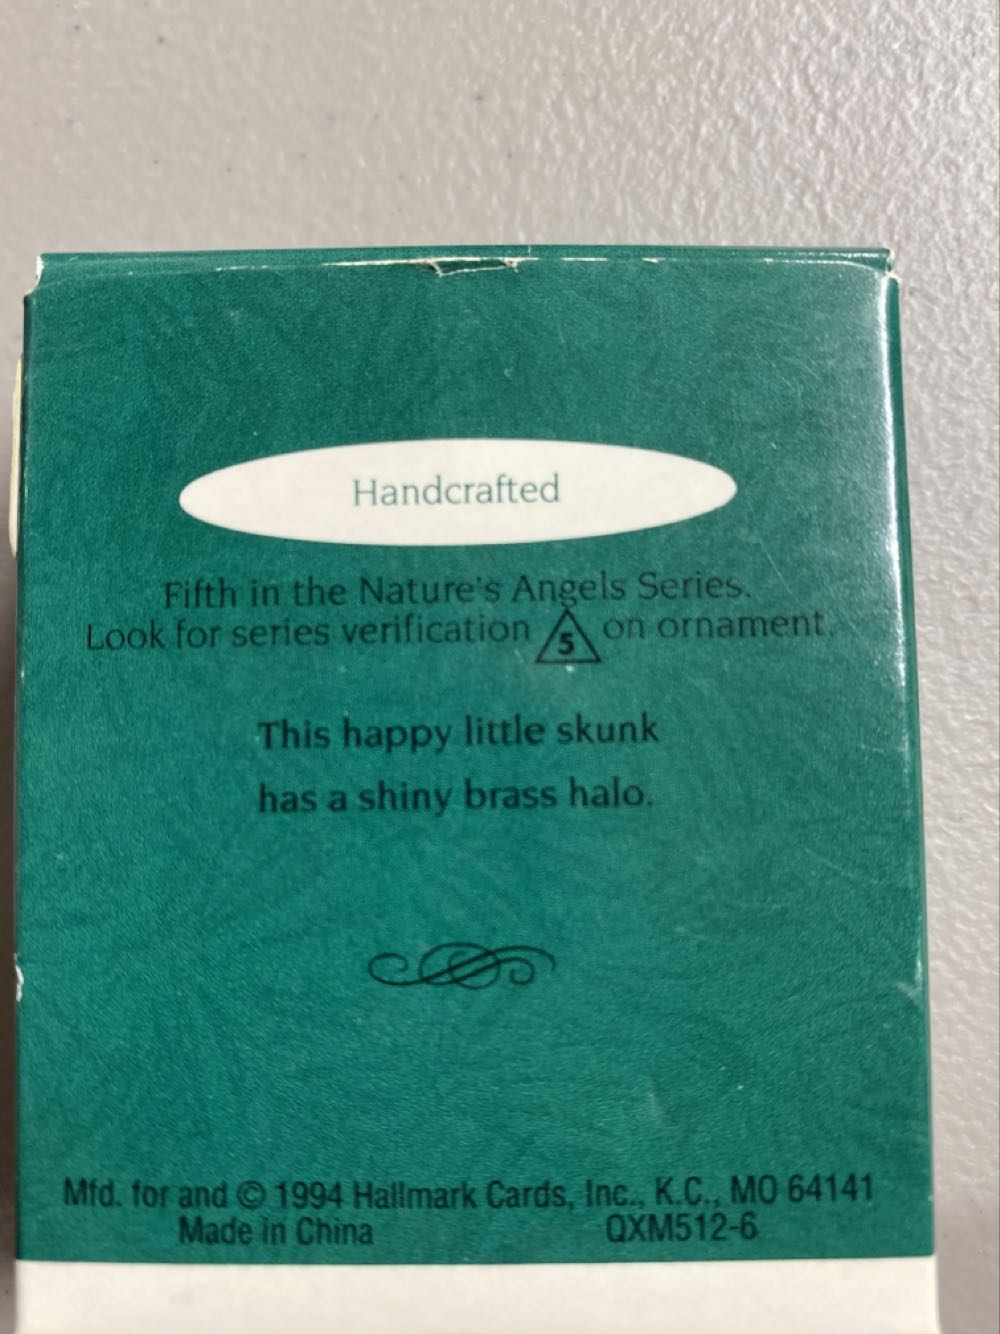 Handcrafted
Fifth in the Nature's Angels Series.
Look for series verification 5 on ornament.
This happy little skunk
has a shiny brass halo.
Mfd. for and © 1994 Hallmark Cards, Inc., K.C., MO 64141
Made in China QXM512-6